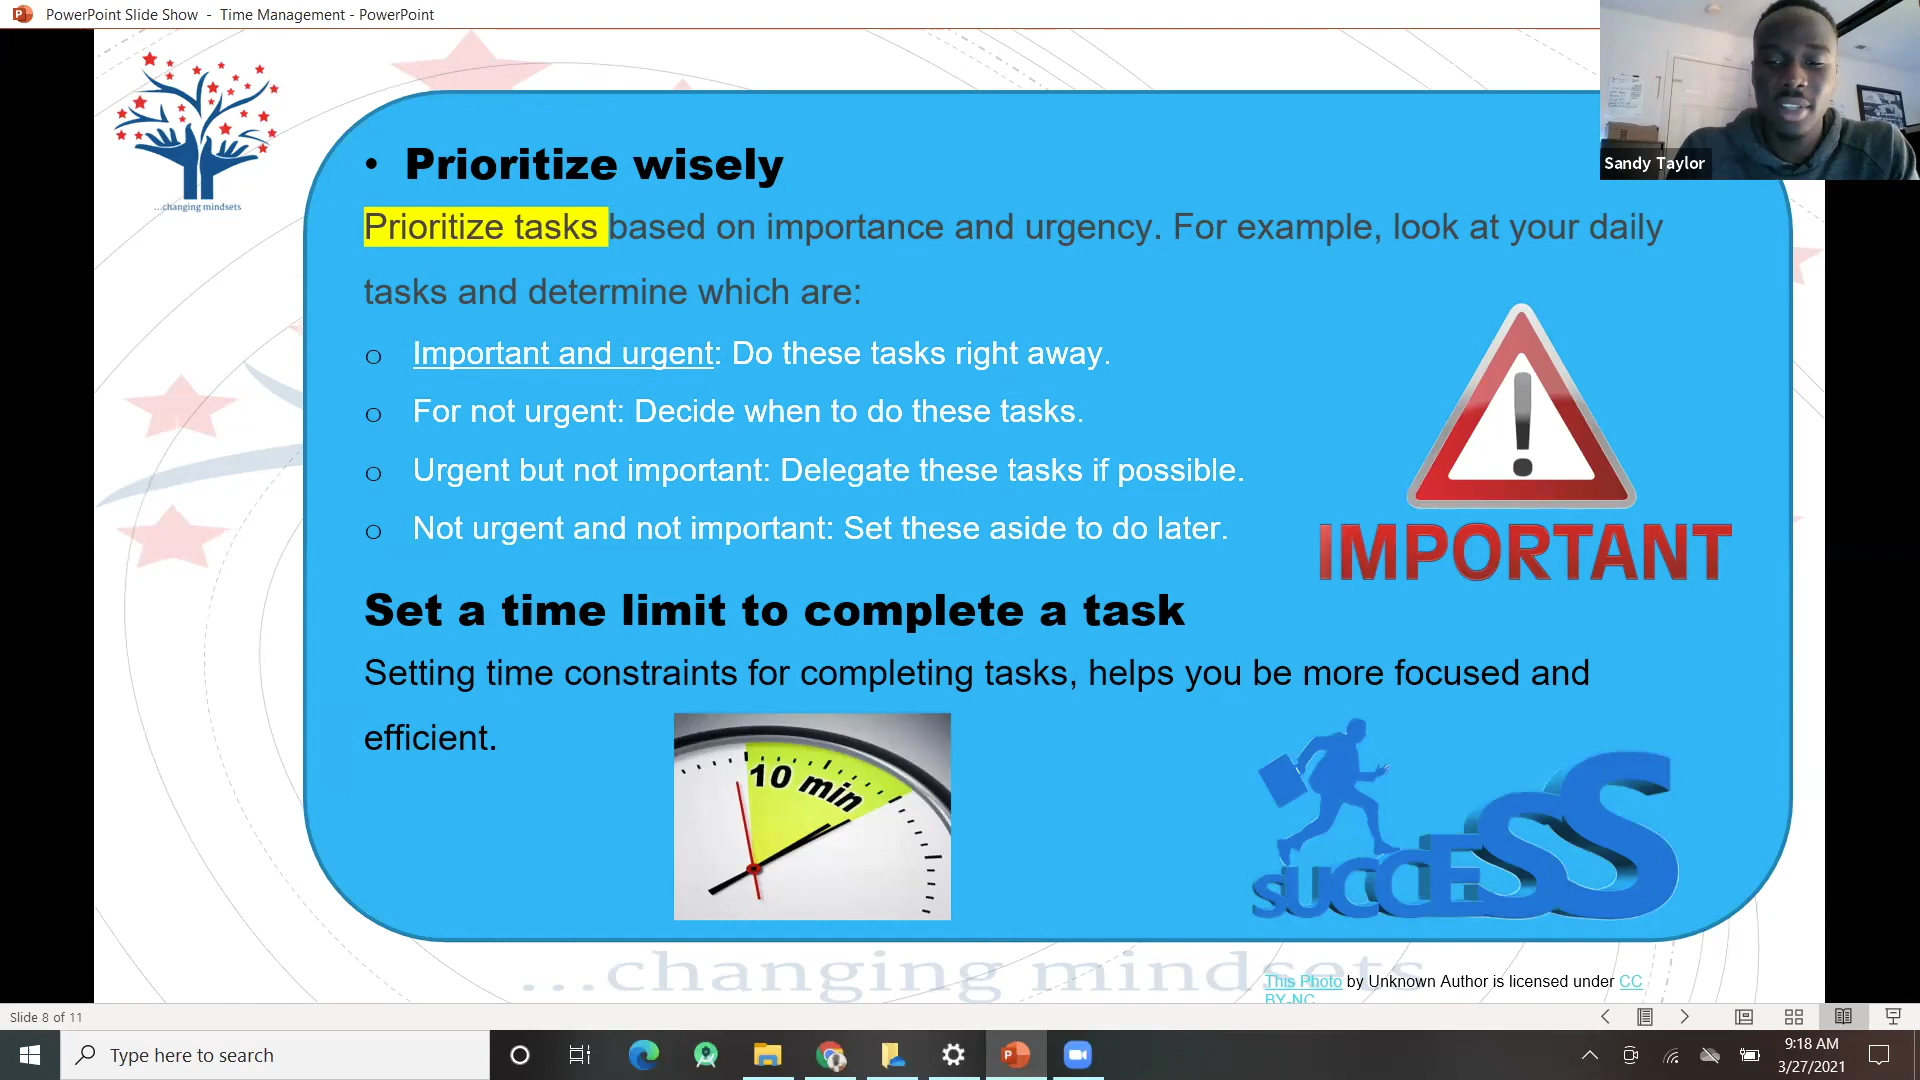 PowerPoint Slide Show - Time Management - PowerPoint
...changing mindsets
Sandy Taylor
• Prioritize wisely
Prioritize tasks based on importance and urgency. For example, look at your daily
tasks and determine which are:
o Important and urgent: Do these tasks right away.
o For not urgent: Decide when to do these tasks.
o Urgent but not important: Delegate these tasks if possible.
o Not urgent and not important: Set these aside to do later.
IMPORTANT
Set a time limit to complete a task
Setting time constraints for completing tasks, helps you be more focused and
efficient.
10 min
SUCCESS
...changing mindsets
This Photo by Unknown Author is licensed under CC
BY-NC
Slide 8 of 11
Type here to search
9:18 AM
3/27/2021